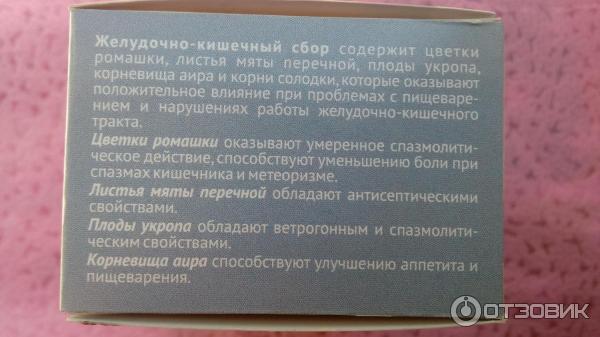 Желудочно-кишечный сбор содержит цветки
ромашки, листья мяты перечной, плоды укропа,
корневища аира и корни солодки, которые оказывают
положительное влияние при проблемах с пищеваре-
нием и нарушениях работы желудочно-кишечного
тракта.
Цветки ромашки оказывают умеренное спазмолити-
ческое действие, способствуют уменьшению боли при
спазмах кишечника и метеоризме.
Листья мяты перечной обладают антисептическими
свойствами.
Плоды укропа обладают ветрогонным и спазмолити-
ческим свойствами.
Корневища аира способствуют улучшению аппетита и
пищеварения.
ОТЗОВИК